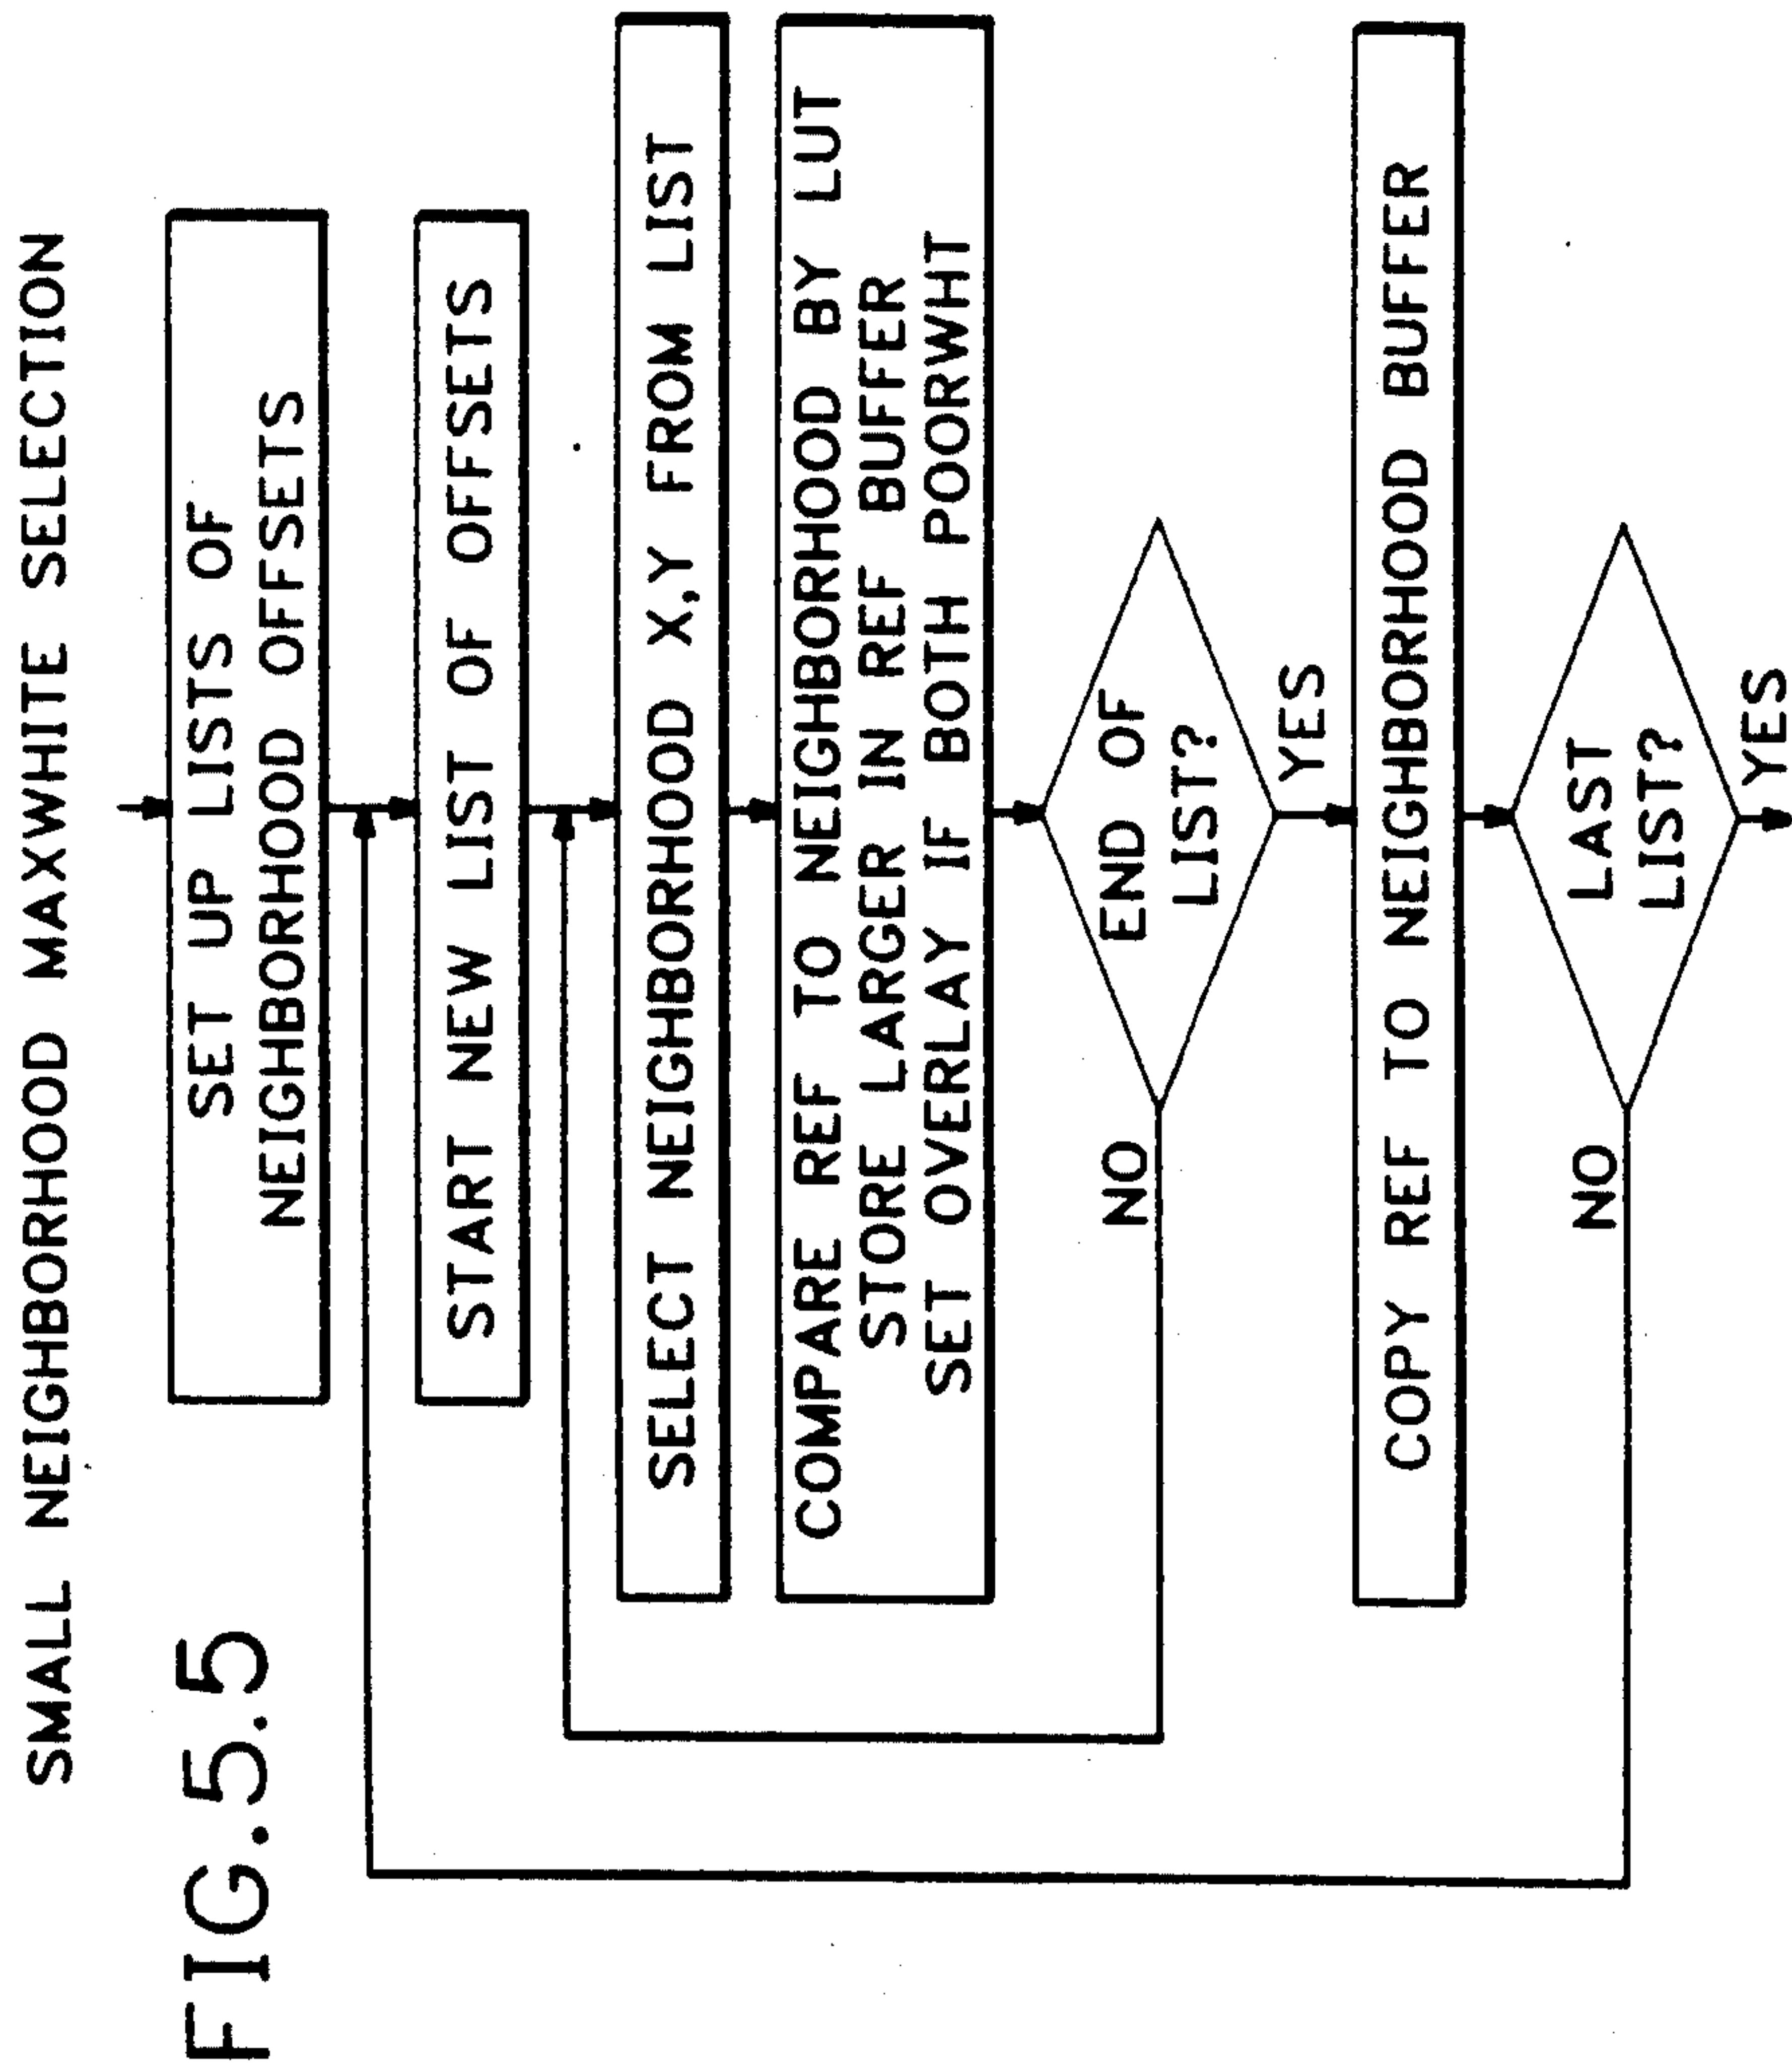 SMALL NEIGHBORHOOD MAXWHITE SELECTION
FIG.5.5
SET UP LISTS OF
NEIGHBORHOOD OFFSETS
START NEW LIST OF OFFSETS
SELECT NEIGHBORHOOD X,Y FROM LIST
COMPARE REF TO NEIGHBORHOOD BY LUT
STORE LARGER IN REF BUFFER
SET OVERLAY IF BOTH POORWHT
END OF
LIST?
NO
YES
COPY REF TO NEIGHBORHOOD BUFFER
LAST
LIST?
NO
YES